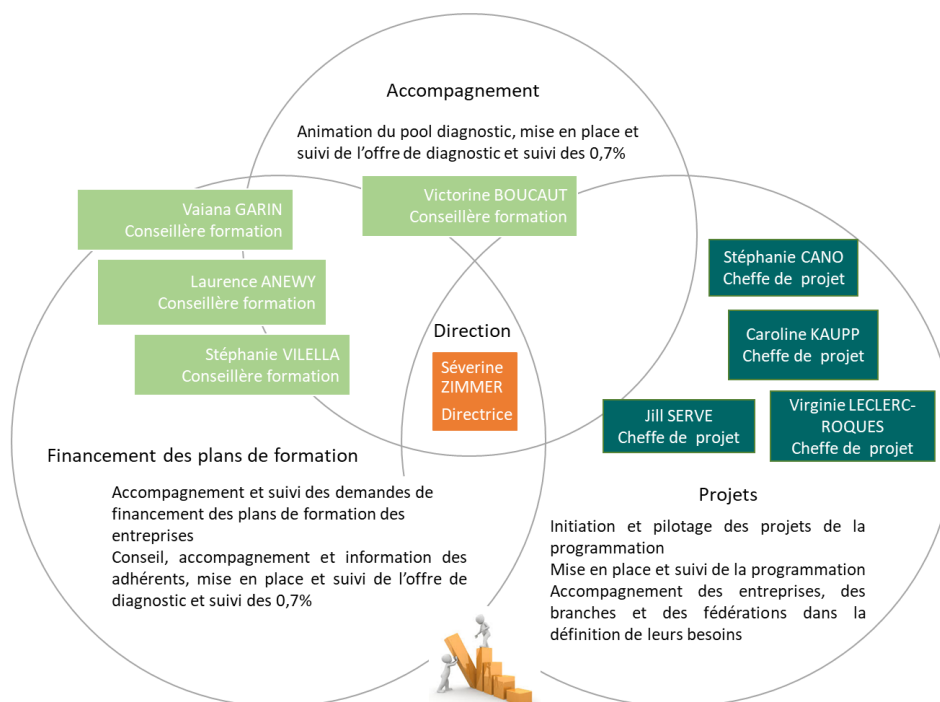 Accompagnement
Animation du pool diagnostic, mise en place et
suivi de l'offre de diagnostic et suivi des 0,7%
Vaiana GARIN
Conseillère formation
Victorine BOUCAUT
Conseillère formation
Laurence ANEWY
Conseillère formation
Stéphanie VILELLA
Conseillère formation
Direction
Séverine
ZIMMER
Directrice
Stéphanie CANO
Cheffe de projet
Caroline KAUPP
Cheffe de projet
Virginie LECLERC-
ROQUES
Cheffe de projet
Jill SERVE
Cheffe de projet
Financement des plans de formation
Accompagnement et suivi des demandes de
financement des plans de formation des
entreprises
Conseil, accompagnement et information des
adhérents, mise en place et suivi de l'offre de
diagnostic et suivi des 0,7%
Projets
Initiation et pilotage des projets de la
programmation
Mise en place et suivi de la programmation
Accompagnement des entreprises, des
branches et des fédérations dans la
définition de leurs besoins